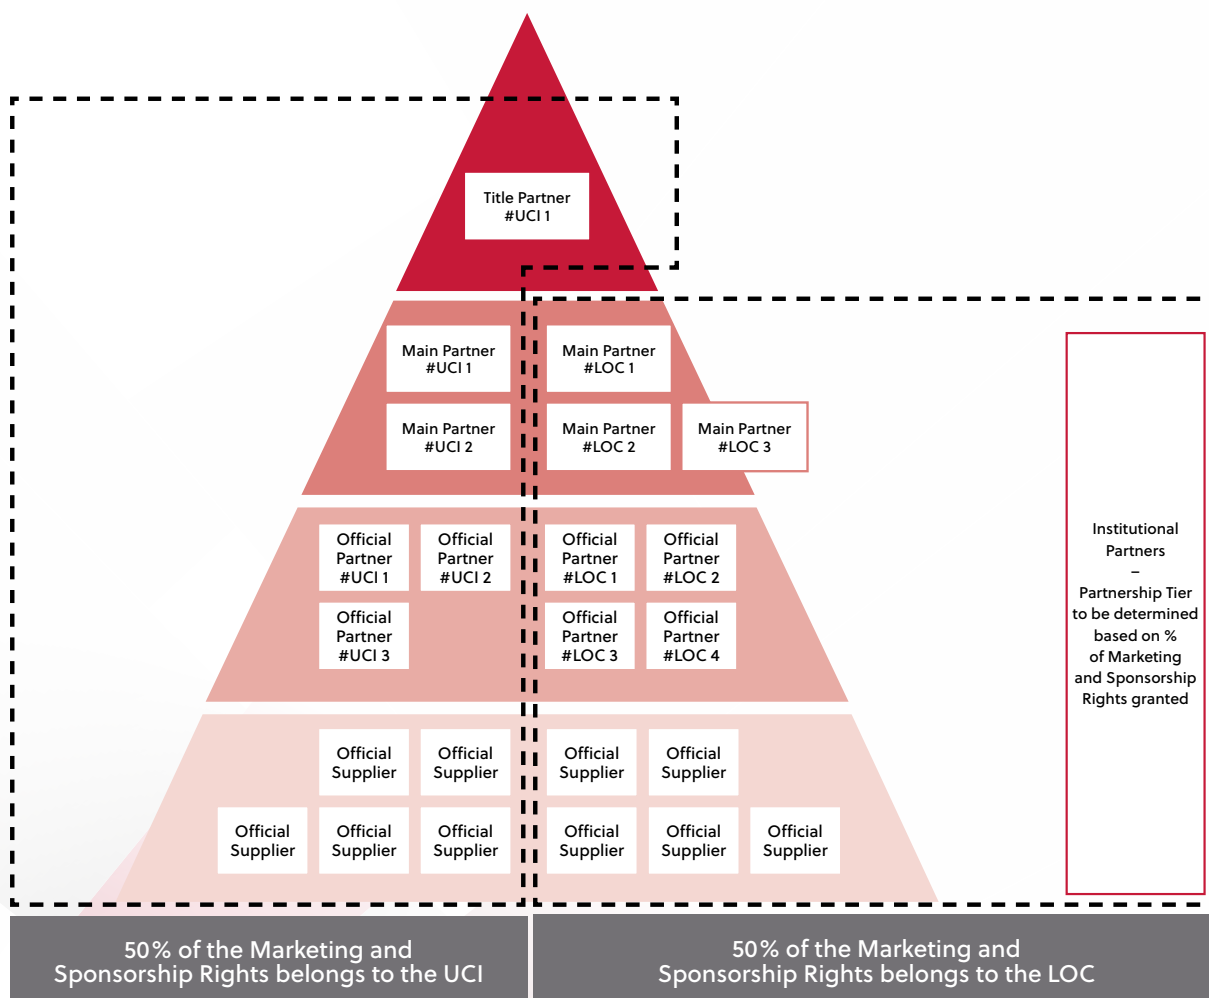 Title Partner
#UCI 1
Main Partner
#UCI 1
Main Partner
#LOC 1
Main Partner
#UCI 2
Main Partner
#LOC 2
Main Partner
#LOC 3
Official
Partner
#UCI 1
Official
Partner
#UCI 2
Official
Partner
#LOC 1
Official
Partner
#LOC 2
Official
Partner
#UCI 3
Official
Partner
#LOC 3
Official
Partner
#LOC 4
Official
Supplier
Official
Supplier
Official
Supplier
Official
Supplier
Official
Supplier
Official
Supplier
Official
Supplier
Official
Supplier
Official
Supplier
Official
Supplier
Institutional
Partners
–
Partnership Tier
to be determined
based on %
of Marketing
and Sponsorship
Rights granted
50% of the Marketing and
Sponsorship Rights belongs to the UCI
50% of the Marketing and
Sponsorship Rights belongs to the LOC